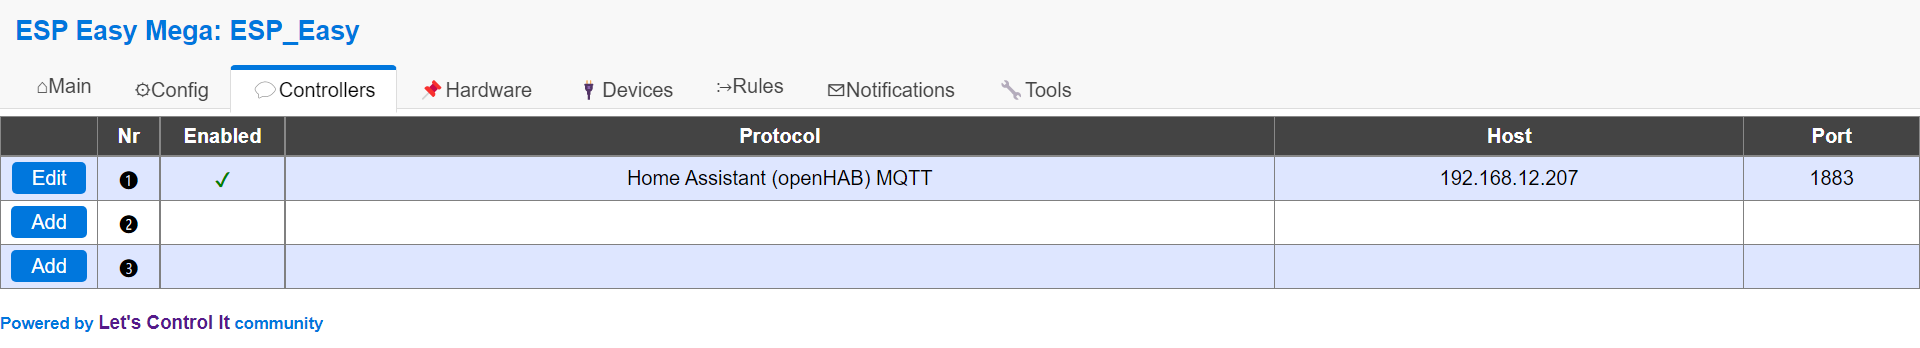 ESP Easy Mega: ESP_Easy
⌂Main ⚙Config 💬Controllers 📌Hardware 🔌Devices :→Rules ✉Notifications 🔧Tools
Nr Enabled Protocol Host Port
Edit ❶ ✓ Home Assistant (openHAB) MQTT 192.168.12.207 1883
Add ❷
Add ❸
Powered by Let's Control It community